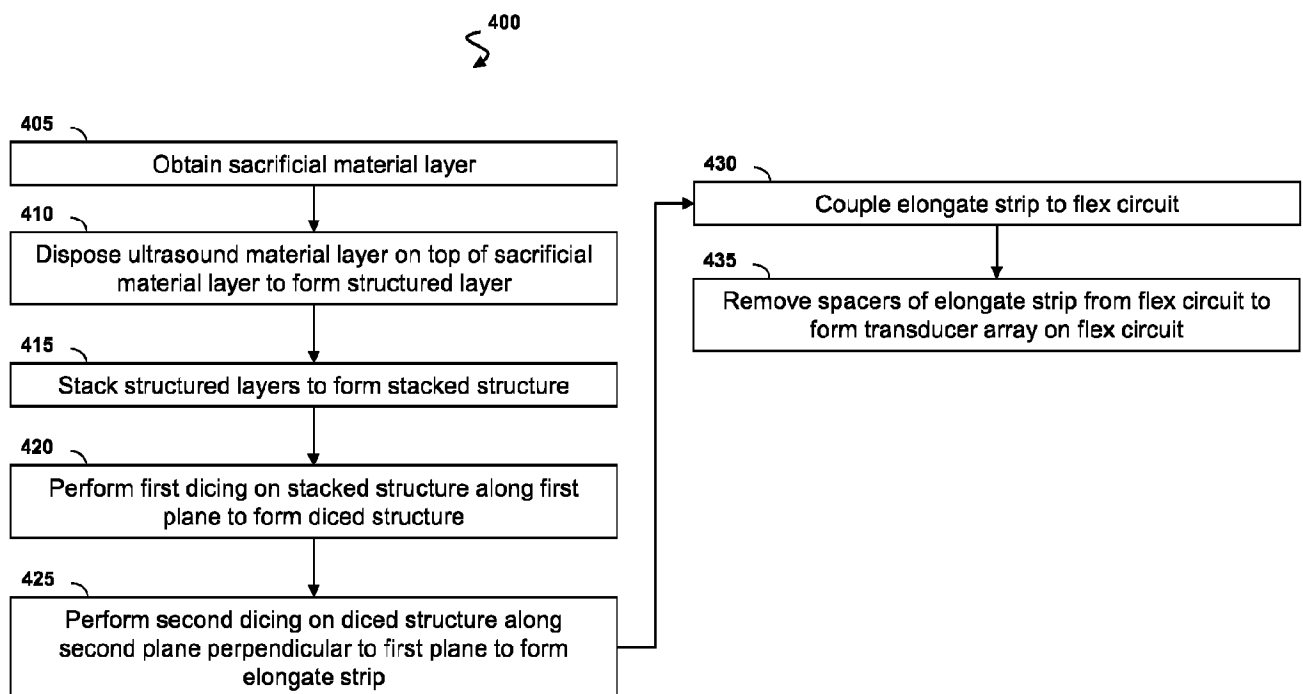 400
405
Obtain sacrificial material layer
410
Dispose ultrasound material layer on top of sacrificial
material layer to form structured layer
415
Stack structured layers to form stacked structure
420
Perform first dicing on stacked structure along first
plane to form diced structure
425
Perform second dicing on diced structure along
second plane perpendicular to first plane to form
elongate strip
430
Couple elongate strip to flex circuit
435
Remove spacers of elongate strip from flex circuit to
form transducer array on flex circuit